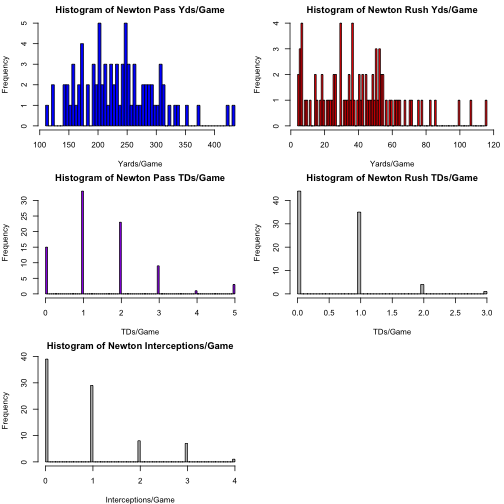 Histogram of Newton Pass Yds/Game
Frequency
0 1 2 3 4 5
100 150 200 250 300 350 400
Yards/Game
Histogram of Newton Rush Yds/Game
Frequency
0 1 2 3 4
0 20 40 60 80 100 120
Yards/Game
Histogram of Newton Pass TDs/Game
Frequency
0 5 10 15 20 25 30
0 1 2 3 4 5
TDs/Game
Histogram of Newton Rush TDs/Game
Frequency
0 10 20 30 40
0.0 0.5 1.0 1.5 2.0 2.5 3.0
TDs/Game
Histogram of Newton Interceptions/Game
Frequency
0 10 20 30 40
0 1 2 3 4
Interceptions/Game